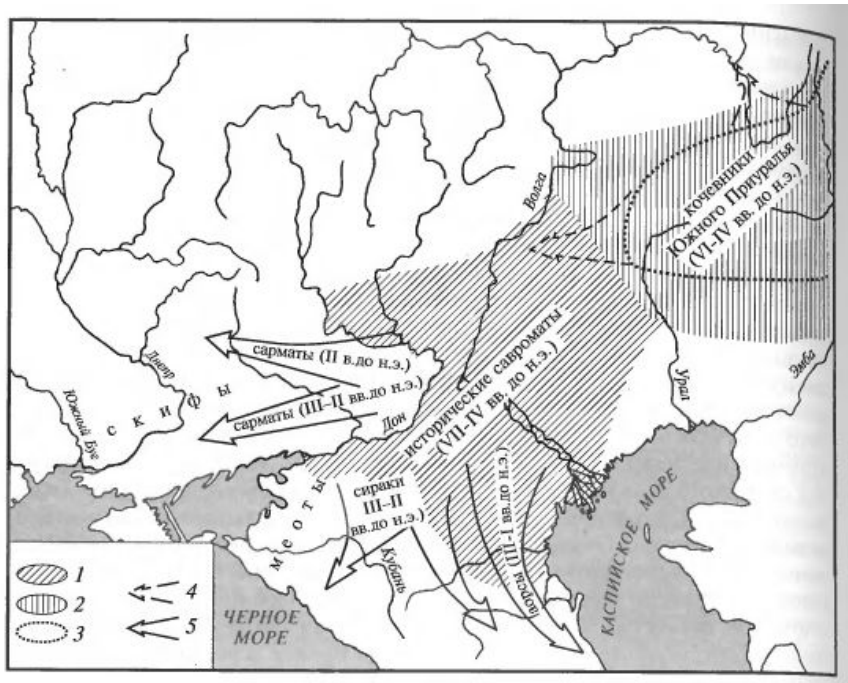 Волга
кочевники
Южного Приуралья
(VI–IV вв. до н.э.)
сарматы (II в. до н.э.)
Днепр
Южный Буг
скифы
сарматы (III–II вв. до н.э.)
Дон
исторические савроматы
(VII–IV вв. до н.э.)
Урал
Эмба
сираки
III–II
вв. до н.э.)
меоты
Кубань
аорсы (III–I вв. до н.э.)
КАСПИЙСКОЕ МОРЕ
ЧЕРНОЕ
МОРЕ
1
2
3
4
5